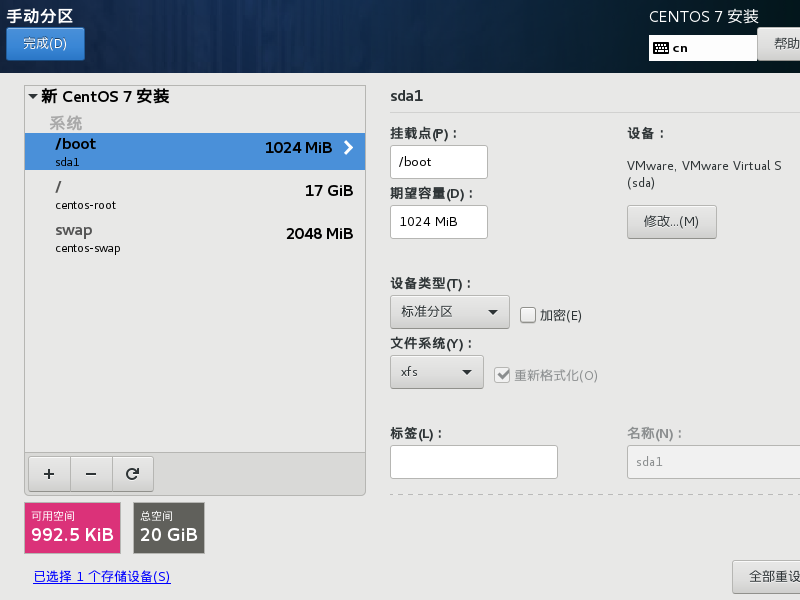 手动分区
CENTOS 7 安装
完成(D)
cn
帮助
新 CentOS 7 安装
系统
/boot
1024 MiB
sda1
/
17 GiB
centos-root
swap
2048 MiB
centos-swap
sda1
挂载点(P)：
/boot
期望容量(D)：
1024 MiB
设备：
VMware, VMware Virtual S
(sda)
修改...(M)
设备类型(T)：
标准分区
加密(E)
文件系统(Y)：
xfs
重新格式化(O)
标签(L)：
名称(N)：
sda1
可用空间
992.5 KiB
总空间
20 GiB
已选择 1 个存储设备(S)
全部重设